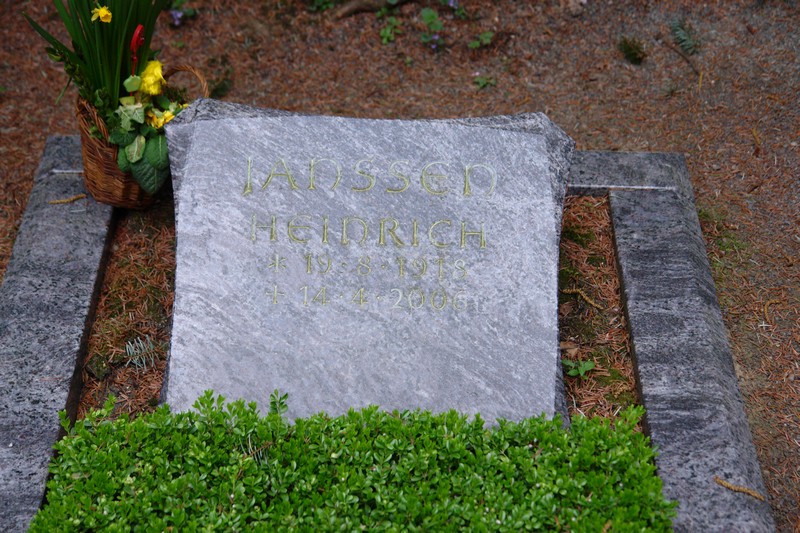 JANSSEN
HEINRICH
* 19·8·1918
+ 14·4·2006